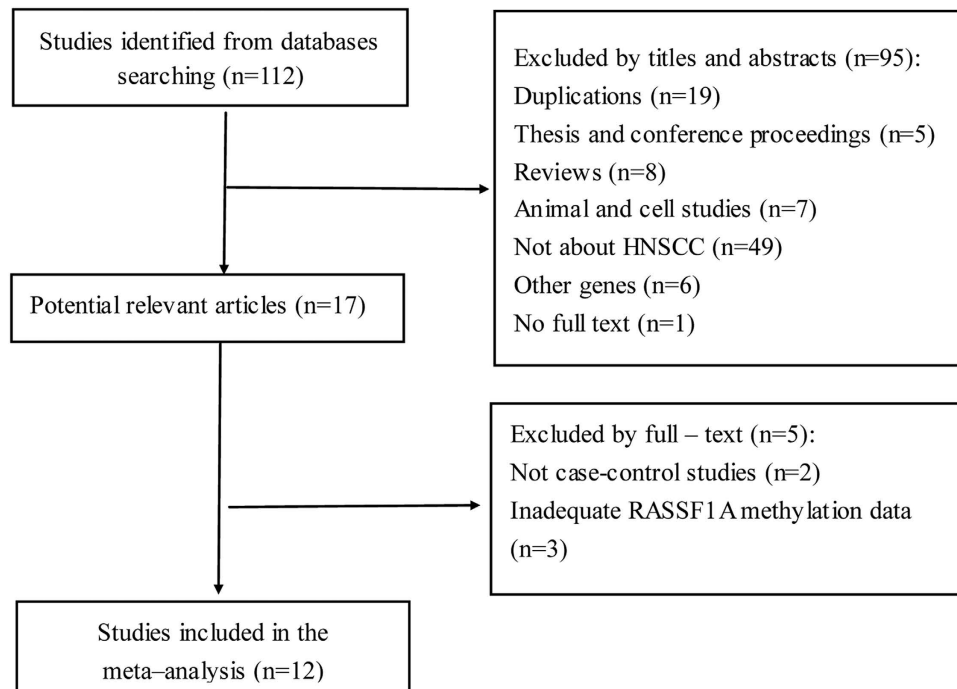 Studies identified from databases
searching (n=112)
Excluded by titles and abstracts (n=95):
Duplications (n=19)
Thesis and conference proceedings (n=5)
Reviews (n=8)
Animal and cell studies (n=7)
Not about HNSCC (n=49)
Other genes (n=6)
No full text (n=1)
Potential relevant articles (n=17)
Excluded by full – text (n=5):
Not case-control studies (n=2)
Inadequate RASSF1A methylation data
(n=3)
Studies included in the
meta–analysis (n=12)